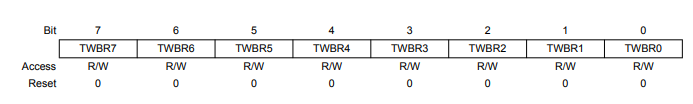 Bit 7 6 5 4 3 2 1 0
TWBR7 TWBR6 TWBR5 TWBR4 TWBR3 TWBR2 TWBR1 TWBR0
Access R/W R/W R/W R/W R/W R/W R/W R/W
Reset 0 0 0 0 0 0 0 0